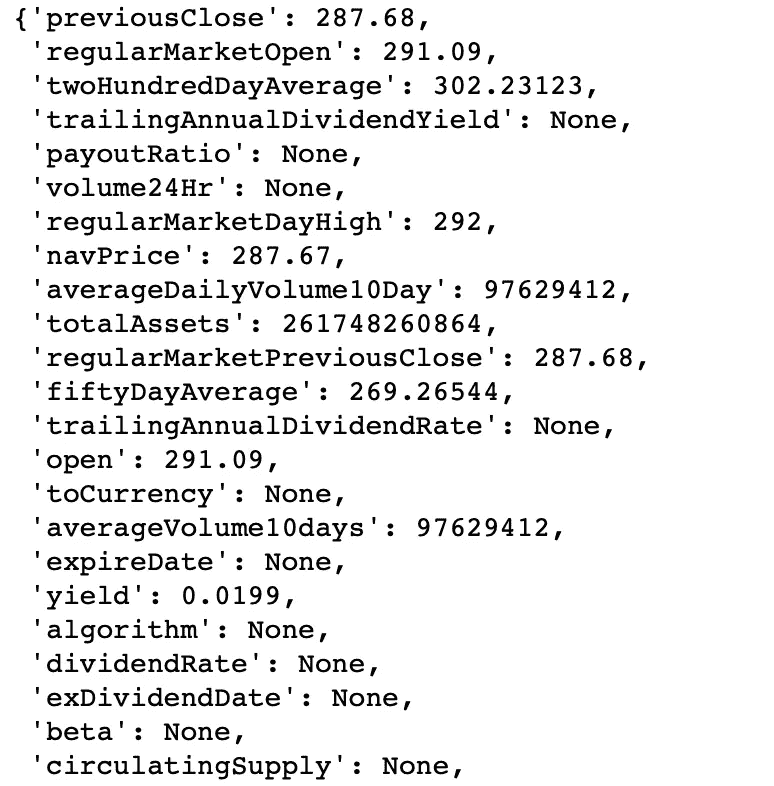 {'previousClose': 287.68,
'regularMarketOpen': 291.09,
'twoHundredDayAverage': 302.23123,
'trailingAnnualDividendYield': None,
'payoutRatio': None,
'volume24Hr': None,
'regularMarketDayHigh': 292,
'navPrice': 287.67,
'averageDailyVolume10Day': 97629412,
'totalAssets': 261748260864,
'regularMarketPreviousClose': 287.68,
'fiftyDayAverage': 269.26544,
'trailingAnnualDividendRate': None,
'open': 291.09,
'toCurrency': None,
'averageVolume10days': 97629412,
'expireDate': None,
'yield': 0.0199,
'algorithm': None,
'dividendRate': None,
'exDividendDate': None,
'beta': None,
'circulatingSupply': None,